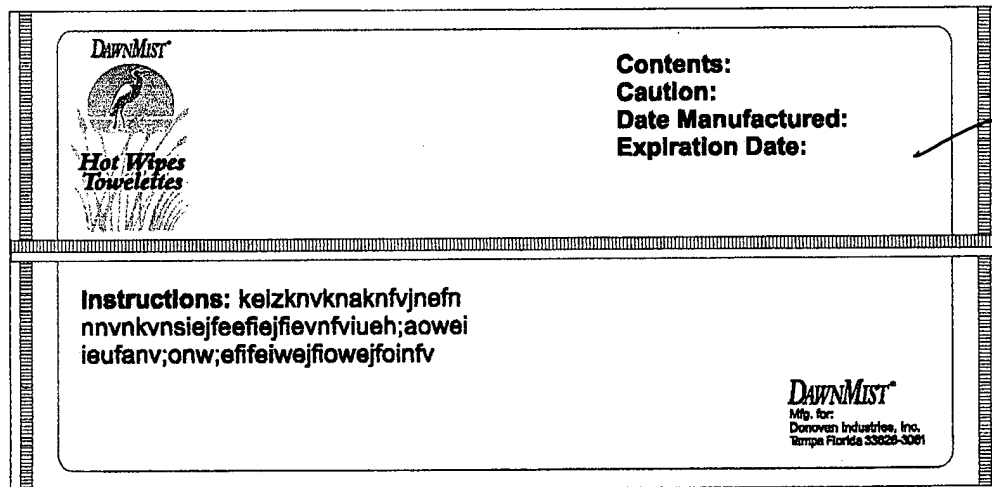 DAWNMIST®
Hot Wipes
Towelettes
Contents:
Caution:
Date Manufactured:
Expiration Date:
Instructions: keizknvknaknfvjnefn
nnvnkvnsiejfeefiejfievnfviueh;aowei
ieufanv;onw;efifeiwejfiowejfoinfv
DAWNMIST®
Mfg. for:
Donovan Industries, Inc.
Tampa Florida 33626-3061